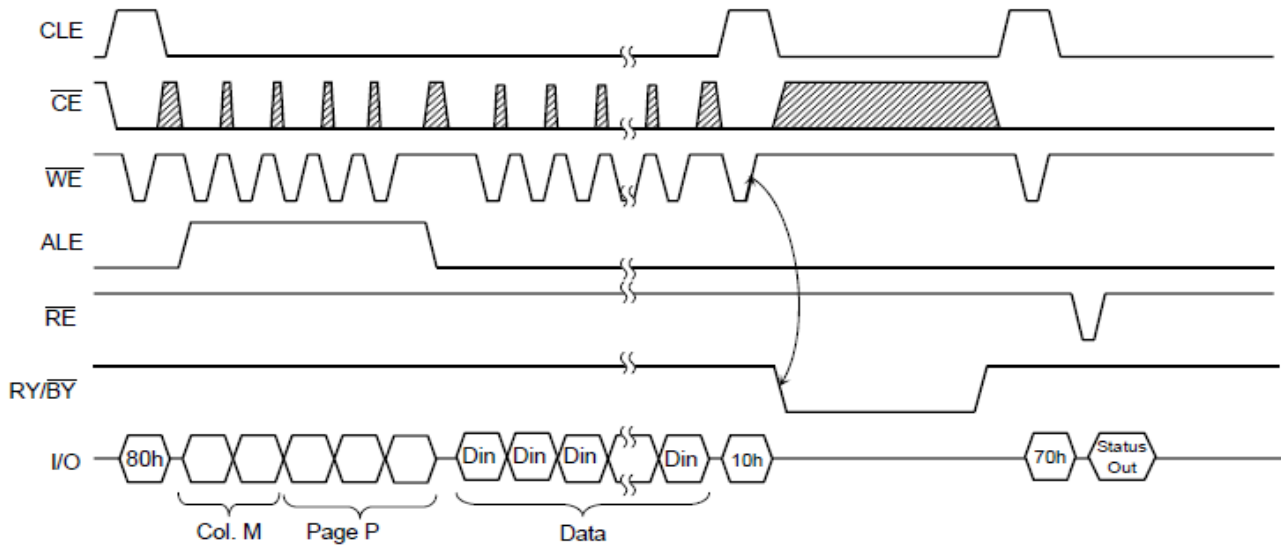 CLE
CE
WE
ALE
RE
RY/BY
I/O 80h Din Din Din Din 10h 70h Status
Out
Col. M Page P Data